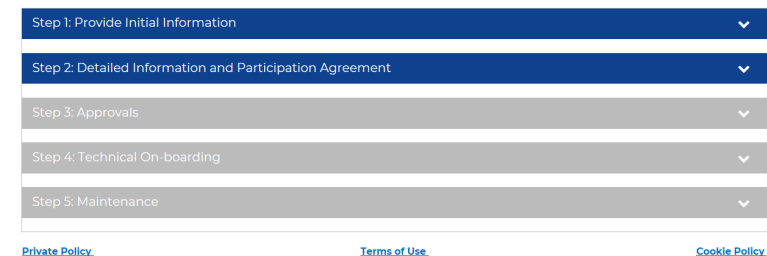 Step 1: Provide Initial Information
Step 2: Detailed Information and Participation Agreement
Step 3: Approvals
Step 4: Technical On-boarding
Step 5: Maintenance
Private Policy Terms of Use Cookie Policy